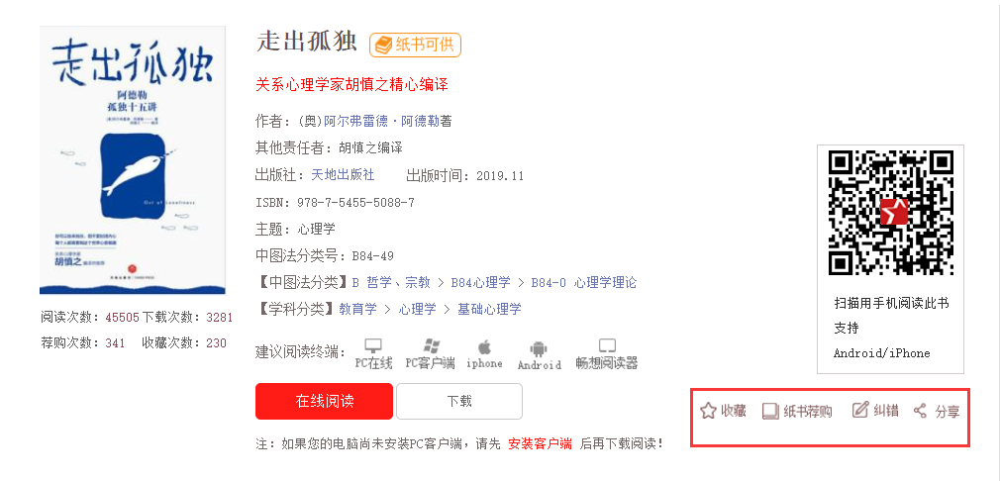 走出孤独
阿德勒
孤独十五讲
Out of Loneliness
胡慎之
阅读次数：45505 下载次数：3281
荐购次数：341 收藏次数：230
走出孤独 纸书可供
关系心理学家胡慎之精心编译
作者：(奥)阿尔弗雷德·阿德勒著
其他责任者：胡慎之编译
出版社：天地出版社 出版时间：2019.11
ISBN：978-7-5455-5088-7
主题：心理学
中图法分类号：B84-49
【中图法分类】B 哲学、宗教 > B84心理学 > B84-0 心理学理论
【学科分类】教育学 > 心理学 > 基础心理学
建议阅读终端：PC在线 PC客户端 iphone Android 畅想阅读器
在线阅读 下载
注：如果您的电脑尚未安装PC客户端，请先 安装客户端 后再下载阅读！
扫描用手机阅读此书
支持
Android/iPhone
收藏 纸书荐购 纠错 分享